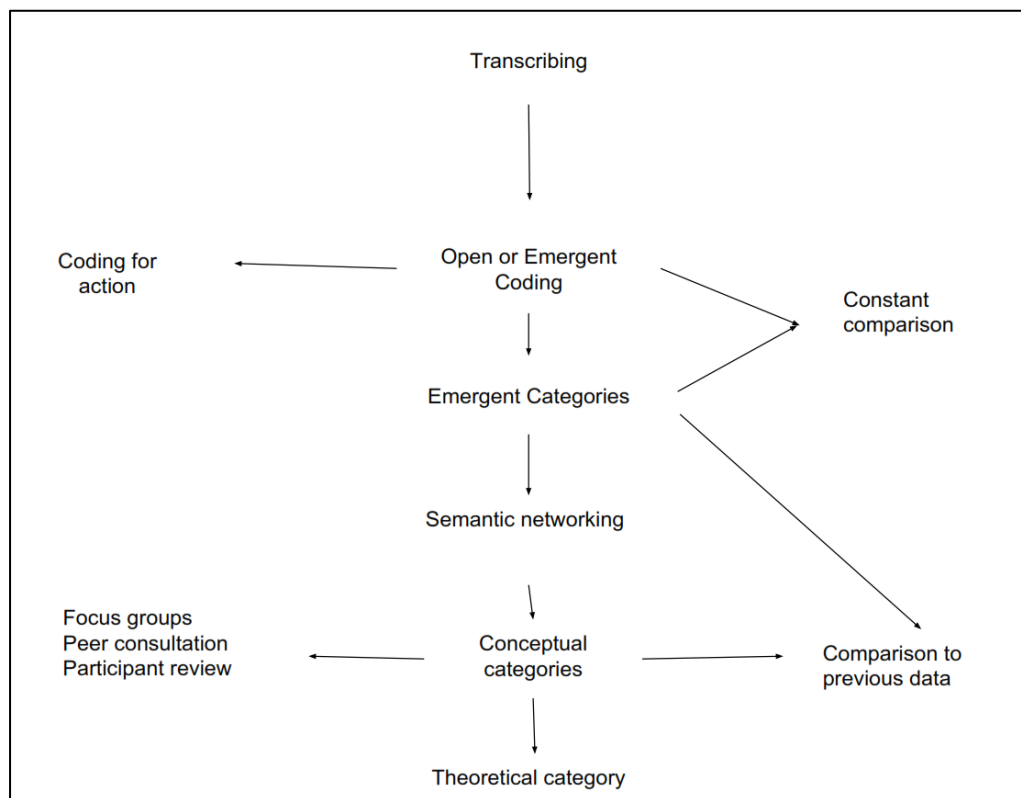 Transcribing
Coding for
action
Open or Emergent
Coding
Constant
comparison
Emergent Categories
Semantic networking
Focus groups
Peer consultation
Participant review
Conceptual
categories
Comparison to
previous data
Theoretical category